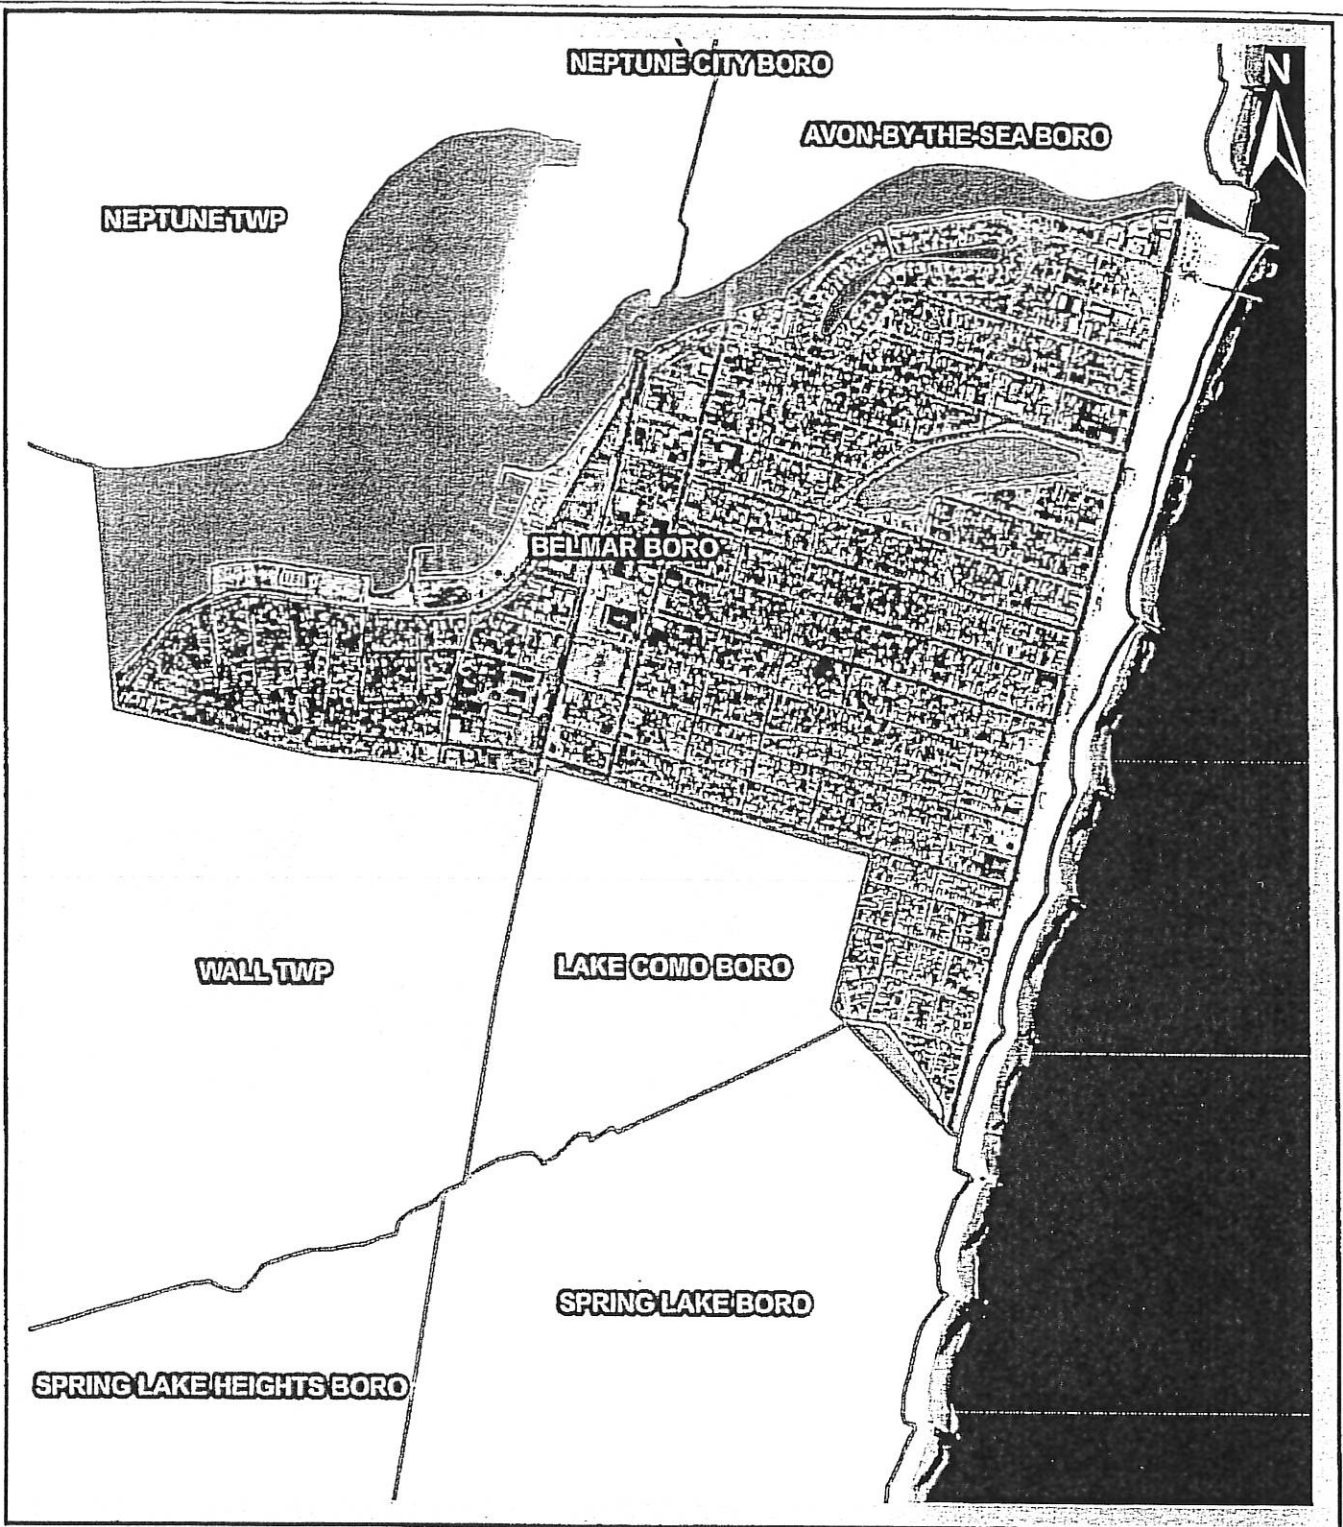 NEPTUNE CITY BORO
N
AVON-BY-THE-SEA BORO
NEPTUNE TWP
BELMAR BORO
WALL TWP
LAKE COMO BORO
SPRING LAKE BORO
SPRING LAKE HEIGHTS BORO